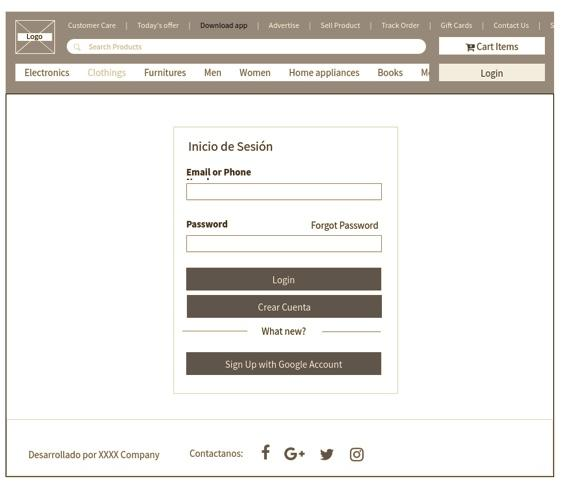 Customer Care | Today's offer | Download app | Advertise | Sell Product | Track Order | Gift Cards | Contact Us | S
Logo
Search Products
Cart Items
Electronics Clothings Furnitures Men Women Home appliances Books M
Login
Inicio de Sesión
Email or Phone
Password Forgot Password
Login
Crear Cuenta
What new?
Sign Up with Google Account
Desarrollado por XXXX Company Contactanos: G+